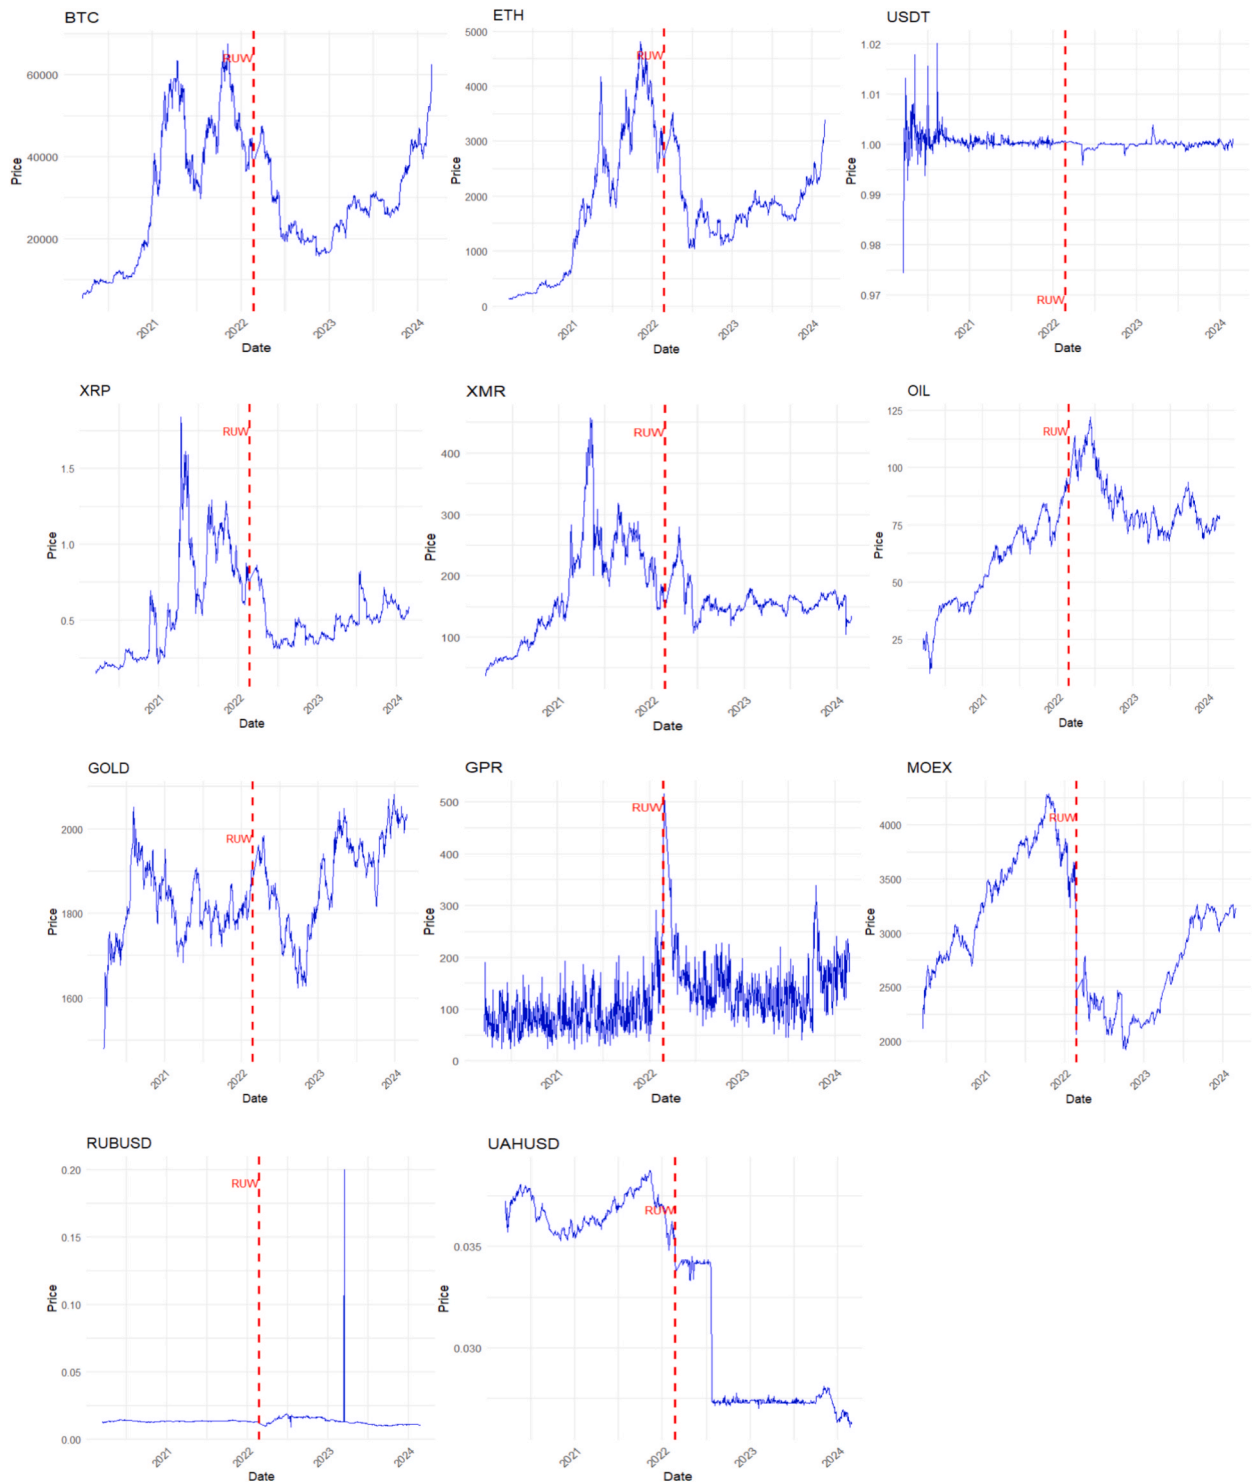 BTC
RUW
60000
40000
20000
Price
2021
2022
2023
2024
Date
ETH
RUW
5000
4000
3000
2000
1000
0
Price
2021
2022
2023
2024
Date
USDT
1.02
1.01
1.00
0.99
0.98
0.97
RUW
Price
2021
2022
2023
2024
Date
XRP
RUW
1.5
1.0
0.5
Price
2021
2022
2023
2024
Date
XMR
RUW
400
300
200
100
Price
2021
2022
2023
2024
Date
OIL
125
RUW
100
75
50
25
Price
2021
2022
2023
2024
Date
GOLD
RUW
2000
1800
1600
Price
2021
2022
2023
2024
Date
GPR
RUW
500
400
300
200
100
0
Price
2021
2022
2023
2024
Date
MOEX
RUW
4000
3500
3000
2500
2000
Price
2021
2022
2023
2024
Date
RUBUSD
0.20
RUW
0.15
0.10
0.05
0.00
Price
2021
2022
2023
2024
Date
UAHUSD
RUW
0.035
0.030
Price
2021
2022
2023
2024
Date